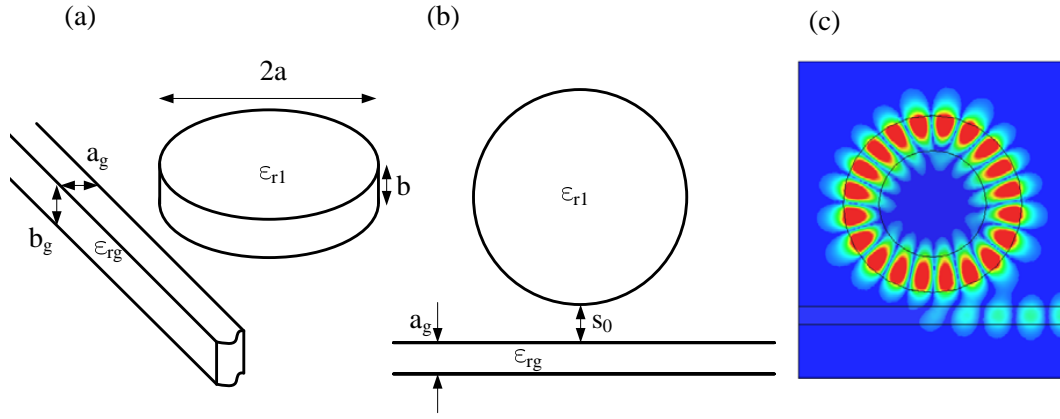 (a)
(b)
(c)
2a
a_g
ε_r1
b
b_g
ε_rg
ε_r1
a_g
s_0
ε_rg